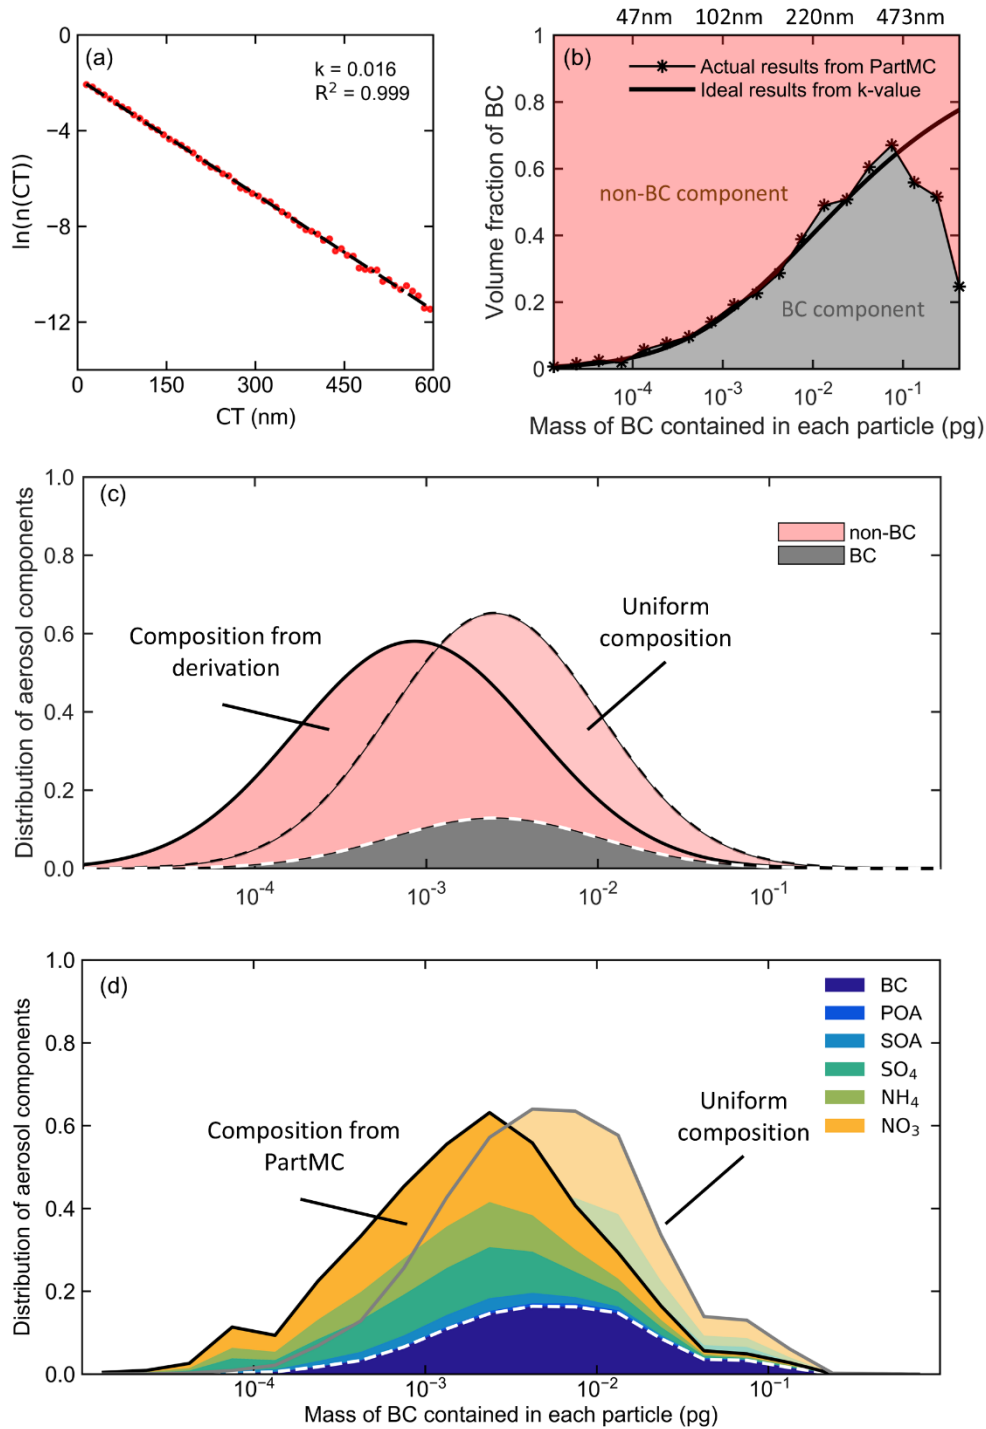 (a)
k = 0.016
R² = 0.999
ln(n(CT))
0
−4
−8
−12
0
150
300
450
600
CT (nm)
47nm 102nm 220nm 473nm
(b)
Actual results from PartMC
Ideal results from k-value
non-BC component
BC component
Volume fraction of BC
1
0.8
0.6
0.4
0.2
0
10⁻⁴
10⁻³
10⁻²
10⁻¹
Mass of BC contained in each particle (pg)
(c)
non-BC
BC
Composition from
derivation
Uniform
composition
Distribution of aerosol components
1.0
0.8
0.6
0.4
0.2
0.0
10⁻⁴
10⁻³
10⁻²
10⁻¹
(d)
BC
POA
SOA
SO₄
NH₄
NO₃
Composition from
PartMC
Uniform
composition
Distribution of aerosol components
1.0
0.8
0.6
0.4
0.2
0.0
10⁻⁴
10⁻³
10⁻²
10⁻¹
Mass of BC contained in each particle (pg)